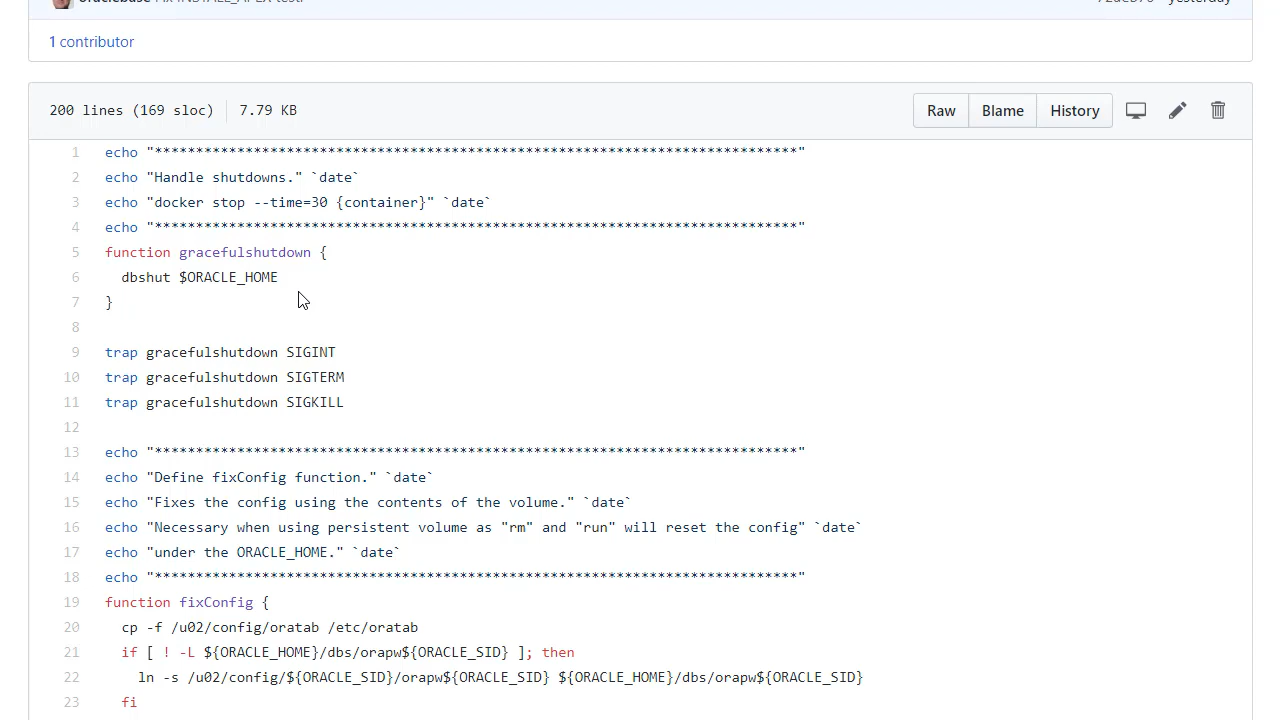 1 contributor
200 lines (169 sloc) 7.79 KB Raw Blame History
1 echo "******************************************************************************"
2 echo "Handle shutdowns." `date`
3 echo "docker stop --time=30 {container}" `date`
4 echo "******************************************************************************"
5 function gracefulshutdown {
6 dbshut $ORACLE_HOME
7 }
8
9 trap gracefulshutdown SIGINT
10 trap gracefulshutdown SIGTERM
11 trap gracefulshutdown SIGKILL
12
13 echo "******************************************************************************"
14 echo "Define fixConfig function." `date`
15 echo "Fixes the config using the contents of the volume." `date`
16 echo "Necessary when using persistent volume as "rm" and "run" will reset the config" `date`
17 echo "under the ORACLE_HOME." `date`
18 echo "******************************************************************************"
19 function fixConfig {
20 cp -f /u02/config/oratab /etc/oratab
21 if [ ! -L ${ORACLE_HOME}/dbs/orapw${ORACLE_SID} ]; then
22 ln -s /u02/config/${ORACLE_SID}/orapw${ORACLE_SID} ${ORACLE_HOME}/dbs/orapw${ORACLE_SID}
23 fi